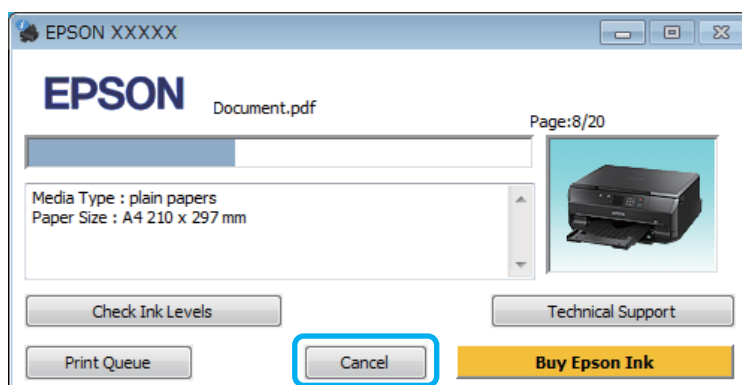 EPSON XXXXX
EPSON
Document.pdf
Page:8/20
Media Type : plain papers
Paper Size : A4 210 x 297 mm
Check Ink Levels
Technical Support
Print Queue
Cancel
Buy Epson Ink